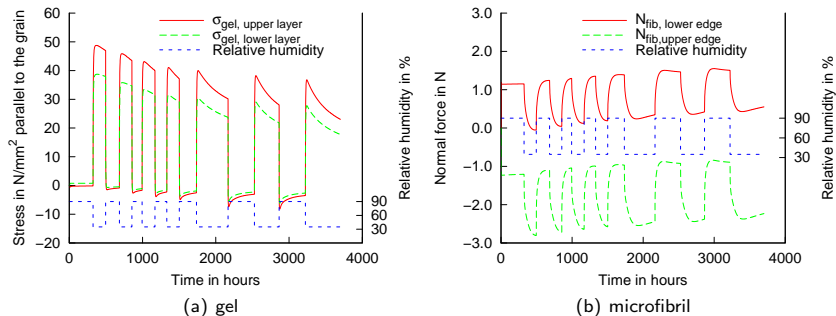 σgel, upper layer
σgel, lower layer
Relative humidity
Stress in N/mm² parallel to the grain
60
50
40
30
20
10
0
−10
−20
90
60
30
Relative humidity in %
0 1000 2000 3000 4000
Time in hours
(a) gel
Nfib, lower edge
Nfib,upper edge
Relative humidity
Normal force in N
3.0
2.0
1.0
0.0
−1.0
−2.0
−3.0
90
60
30
Relative humidity in %
0 1000 2000 3000 4000
Time in hours
(b) microfibril